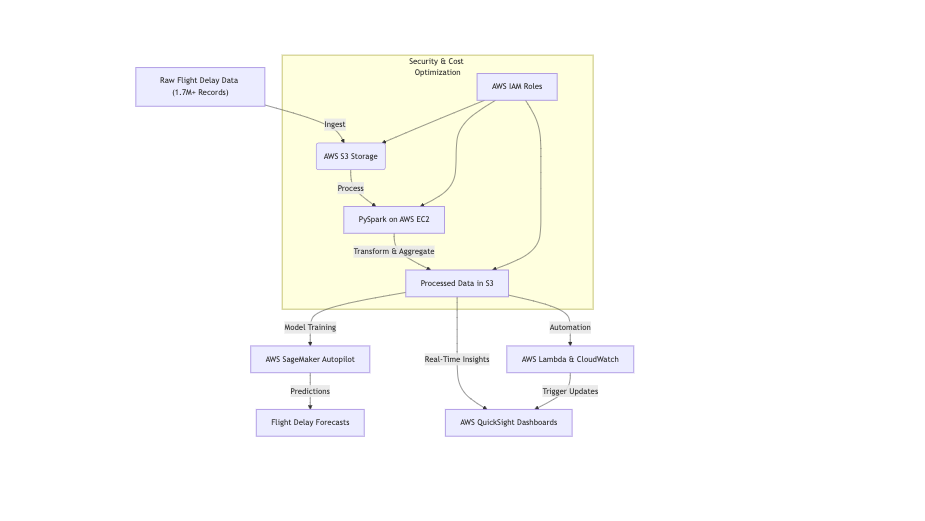 Security & Cost
Optimization
Raw Flight Delay Data
(1.7M+ Records)
AWS IAM Roles
Ingest
AWS S3 Storage
Process
PySpark on AWS EC2
Transform & Aggregate
Processed Data in S3
Model Training
Automation
AWS SageMaker Autopilot
Real-Time Insights
AWS Lambda & CloudWatch
Predictions
Trigger Updates
Flight Delay Forecasts
AWS QuickSight Dashboards